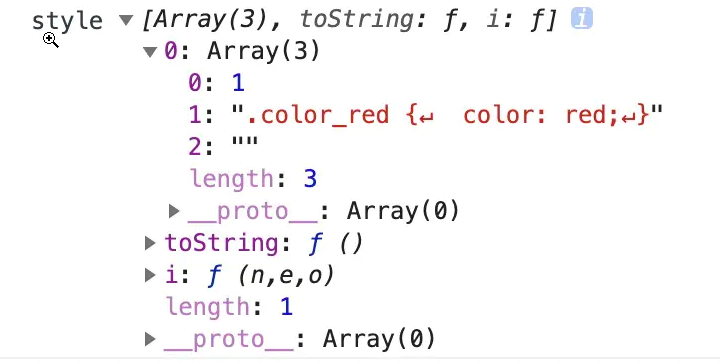 style ▼[Array(3), toString: ƒ, i: ƒ] i
▼0: Array(3)
0: 1
1: ".color_red {↵  color: red;↵}"
2: ""
length: 3
▶__proto__: Array(0)
▶toString: ƒ ()
▶i: ƒ (n,e,o)
length: 1
▶__proto__: Array(0)